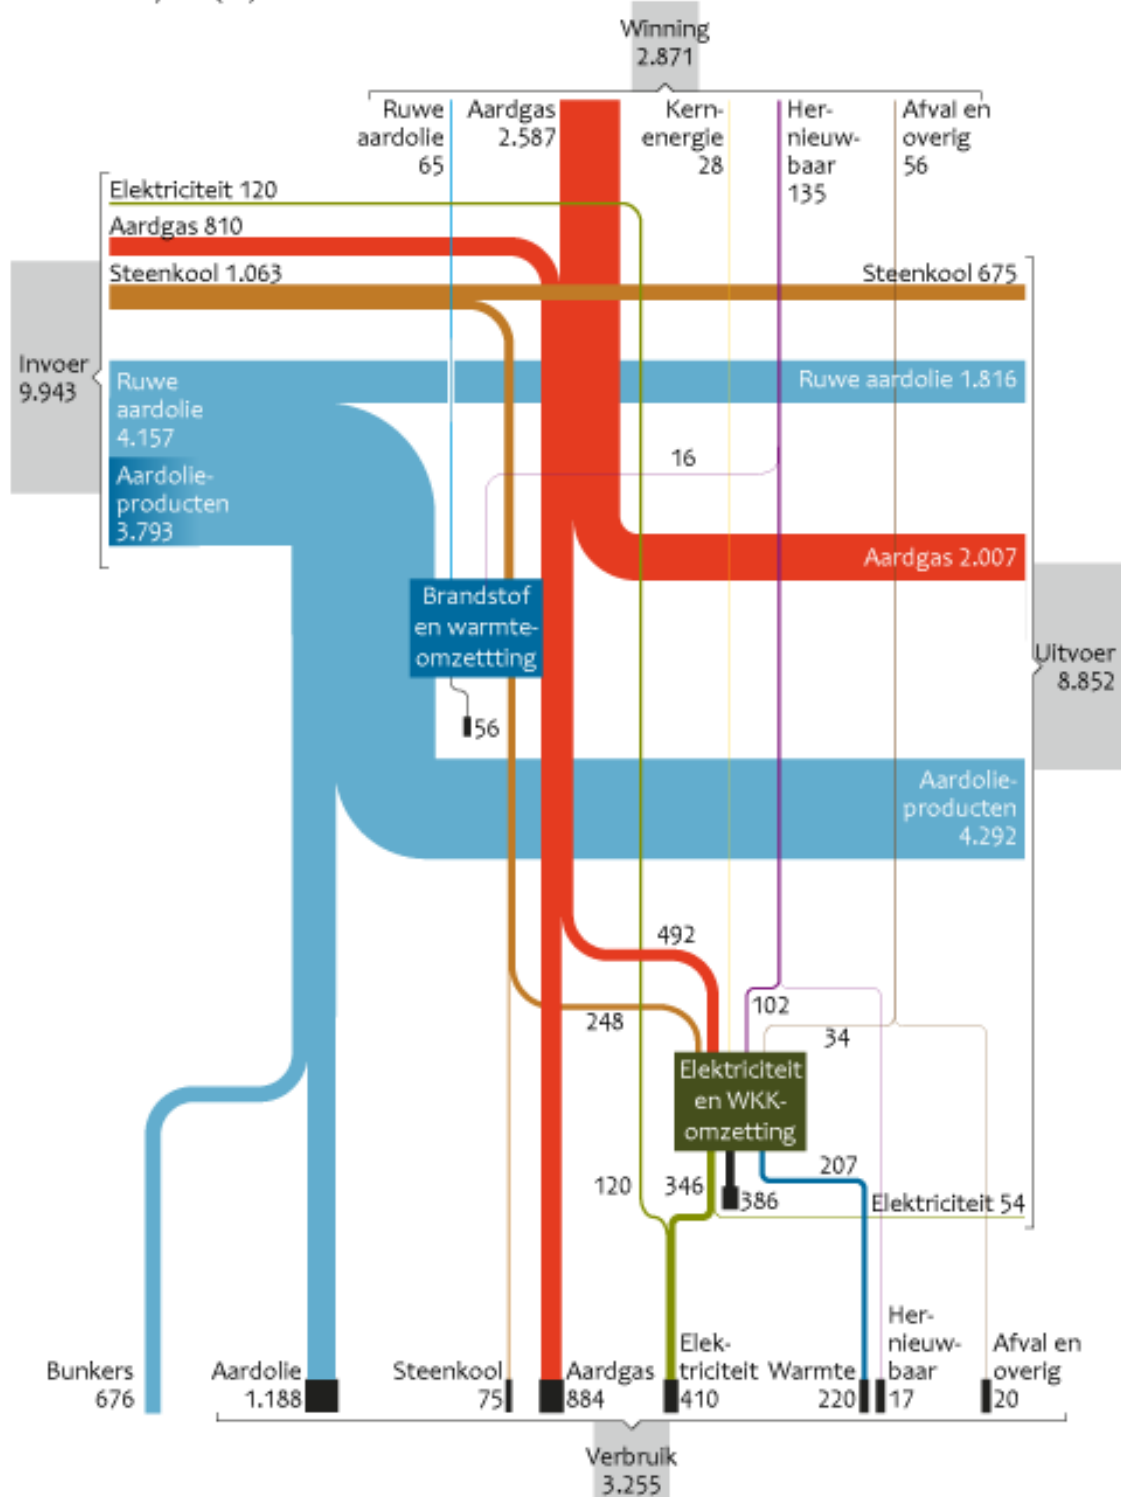 Winning
2.871
Ruwe
aardolie
65
Aardgas
2.587
Kern-
energie
28
Her-
nieuw-
baar
135
Afval en
overig
56
Elektriciteit 120
Aardgas 810
Steenkool 1.063
Steenkool 675
Invoer
9.943
Ruwe
aardolie
4.157
Ruwe aardolie 1.816
Aardolie-
producten
3.793
16
Aardgas 2.007
Brandstof
en warmte-
omzettting
56
Uitvoer
8.852
Aardolie-
producten
4.292
492
248
102
34
Elektriciteit
en WKK-
omzetting
120
346
386
207
Elektriciteit 54
Bunkers
676
Aardolie
1.188
Steenkool
75
Aardgas
884
Elek-
triciteit
410
Warmte
220
Her-
nieuw-
baar
17
Afval en
overig
20
Verbruik
3.255